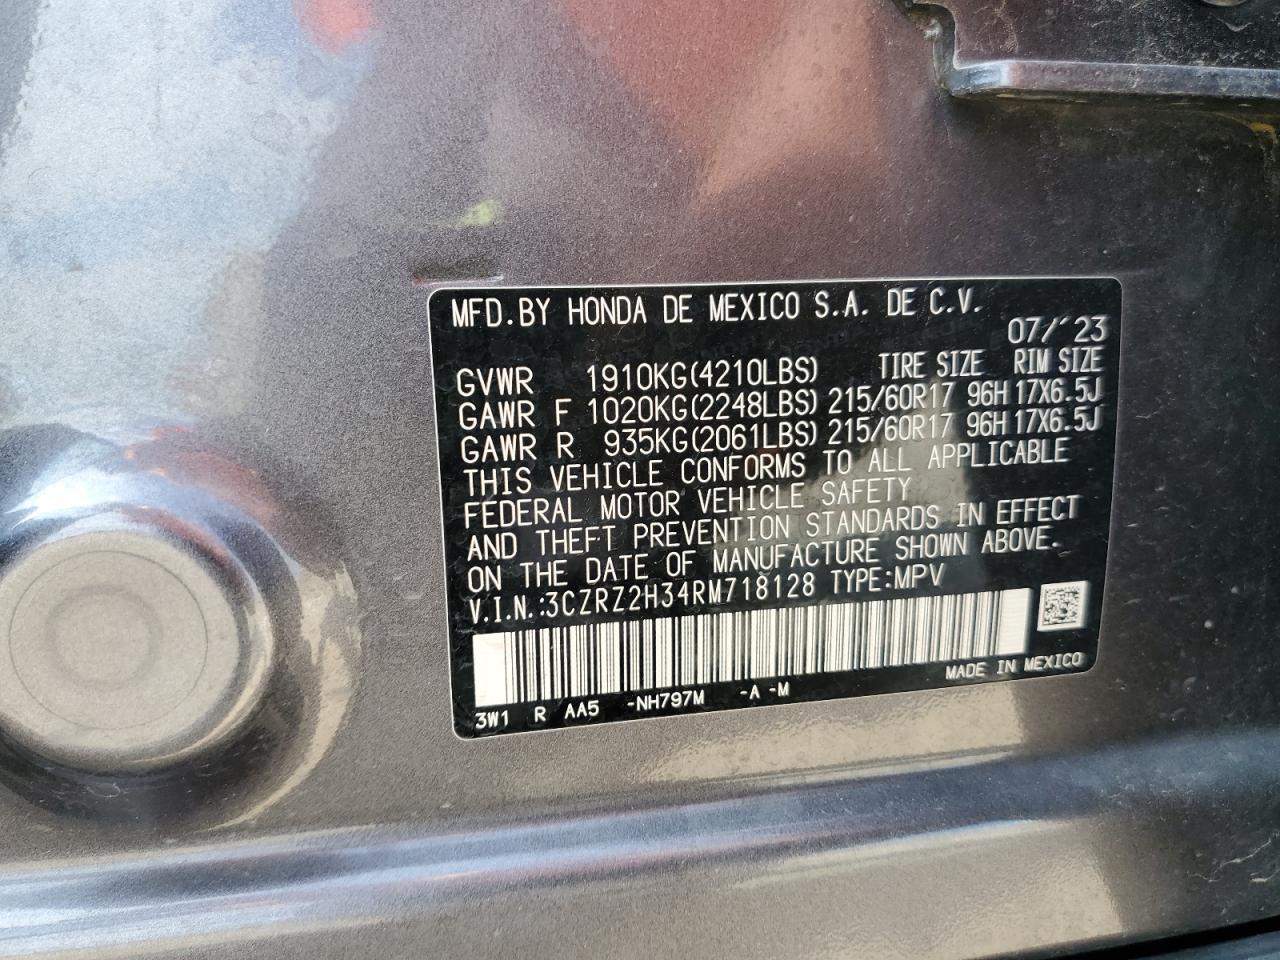 MFD.BY HONDA DE MEXICO S.A. DE C.V.
07/´23
TIRE SIZE RIM SIZE
GVWR 1910KG(4210LBS)
GAWR F 1020KG(2248LBS) 215/60R17 96H 17X6.5J
GAWR R 935KG(2061LBS) 215/60R17 96H 17X6.5J
THIS VEHICLE CONFORMS TO ALL APPLICABLE
FEDERAL MOTOR VEHICLE SAFETY
AND THEFT PREVENTION STANDARDS IN EFFECT
ON THE DATE OF MANUFACTURE SHOWN ABOVE.
V.I.N.:3CZRZ2H34RM718128 TYPE:MPV
MADE IN MEXICO
3W1 R AA5 -NH797M -A -M